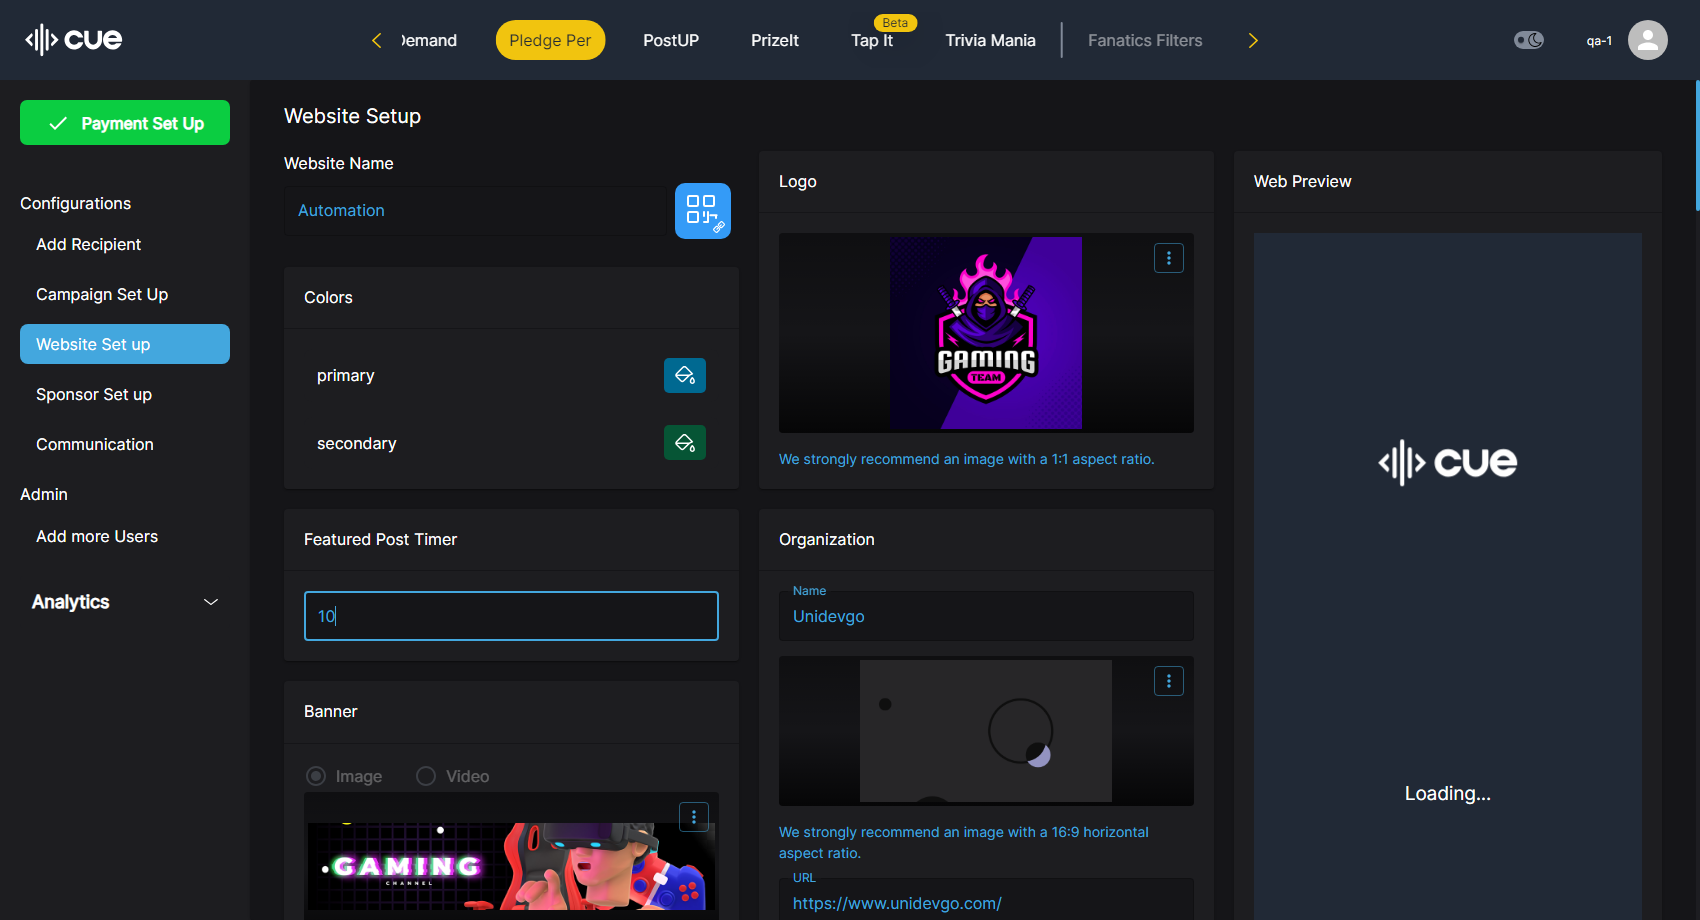 cue
Demand
Pledge Per
PostUP
PrizeIt
Beta
Tap It
Trivia Mania
Fanatics Filters
qa-1
Payment Set Up
Configurations
Add Recipient
Campaign Set Up
Website Set up
Sponsor Set up
Communication
Admin
Add more Users
Analytics
Website Setup
Website Name
Automation
Colors
primary
secondary
Featured Post Timer
10
Banner
Image
Video
GAMING
CHANNEL
Logo
GAMING
TEAM
We strongly recommend an image with a 1:1 aspect ratio.
Organization
Name
Unidevgo
We strongly recommend an image with a 16:9 horizontal
aspect ratio.
URL
https://www.unidevgo.com/
Web Preview
cue
Loading...